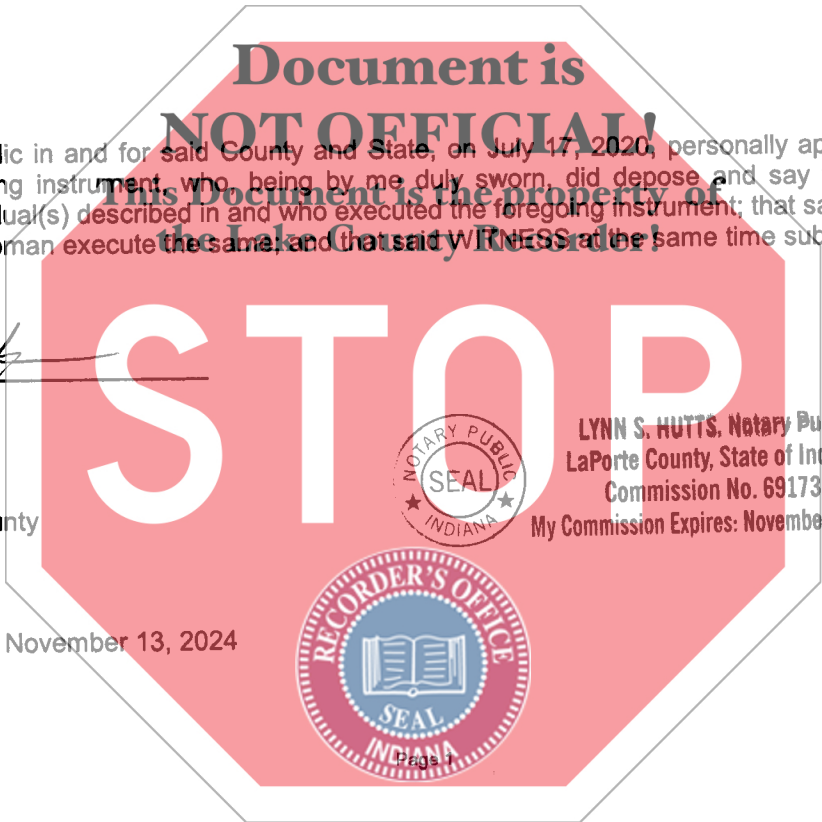 Document is
NOT OFFICIAL!
lic in and for said County and State, on July 17, 2020, personally ap
ng instrument, who, being by me duly sworn, did depose and say
This Document is the property of
ual(s) described in and who executed the foregoing instrument; that sa
the Lake County Recorder!
man execute the same; and that said WITNESS at the same time sub
STOP
NOTARY PUBLIC
SEAL
INDIANA
LYNN S. HUTTS, Notary Pu
LaPorte County, State of Ind
Commission No. 69173
My Commission Expires: Novembe
nty
November 13, 2024
RECORDER'S OFFICE
SEAL
INDIANA
Page 1